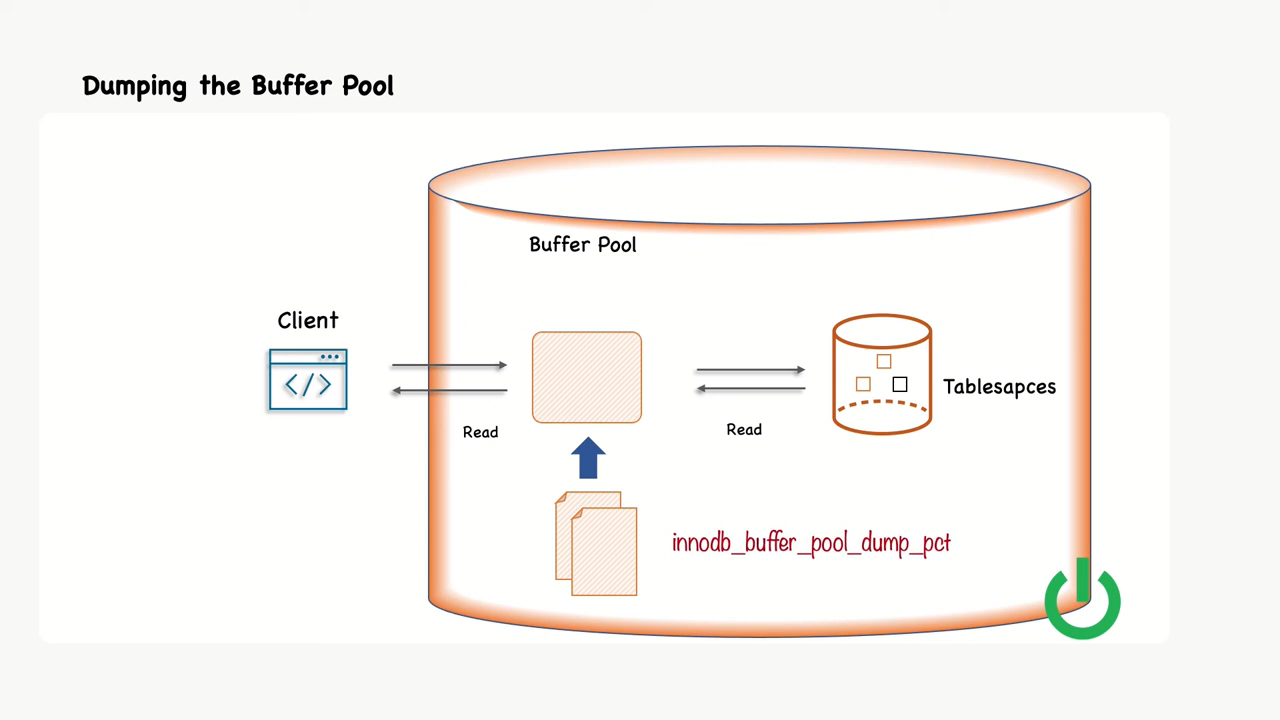 Dumping the Buffer Pool
Buffer Pool
Client
</>
Tablesapces
Read
Read
innodb_buffer_pool_dump_pct